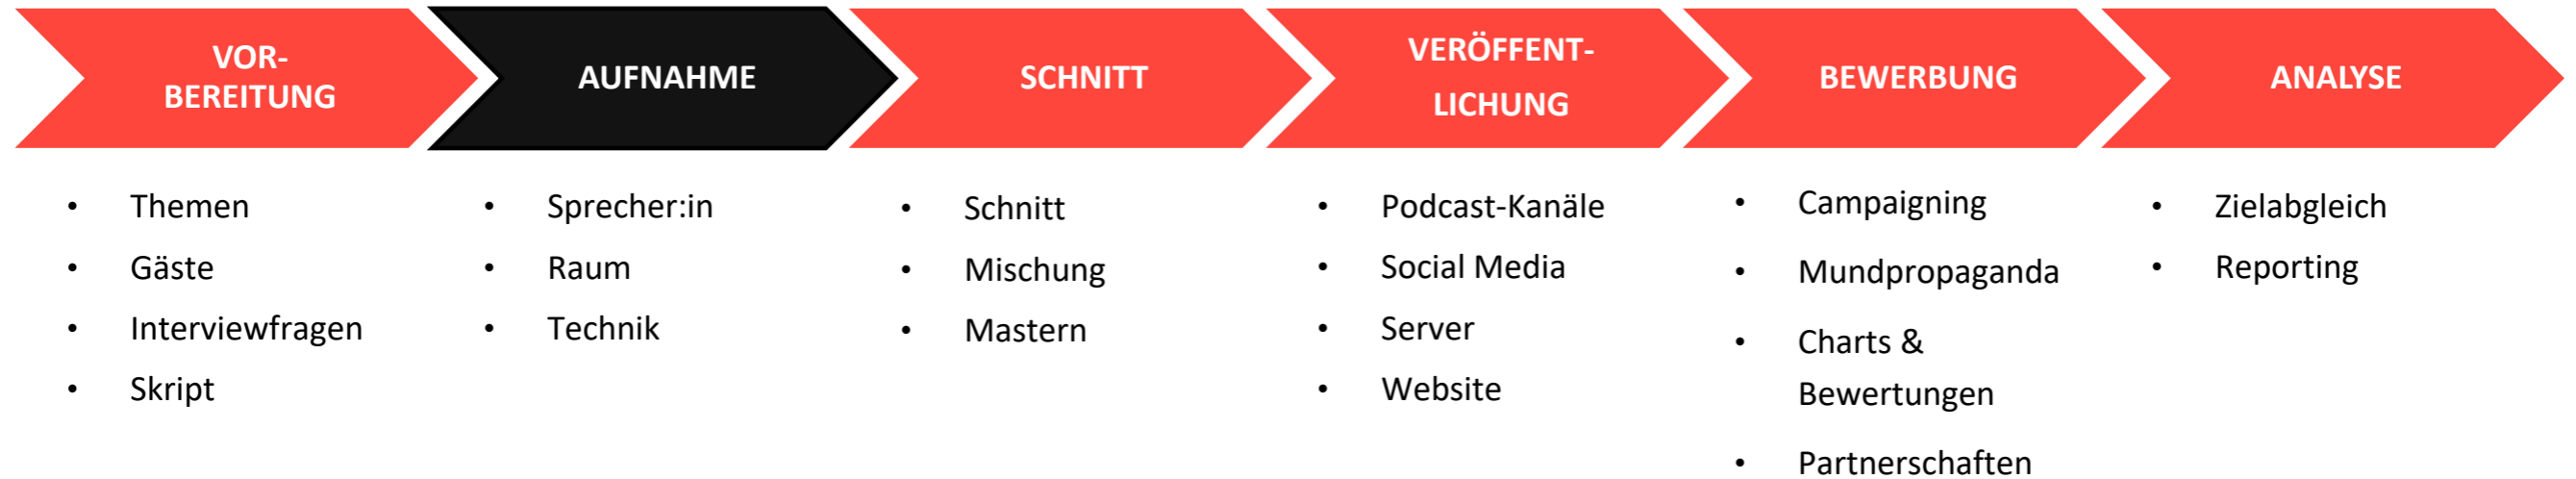 VOR-
BEREITUNG
AUFNAHME
SCHNITT
VERÖFFENT-
LICHUNG
BEWERBUNG
ANALYSE
• Themen
• Gäste
• Interviewfragen
• Skript
• Sprecher:in
• Raum
• Technik
• Schnitt
• Mischung
• Mastern
• Podcast-Kanäle
• Social Media
• Server
• Website
• Campaigning
• Mundpropaganda
• Charts &
Bewertungen
• Partnerschaften
• Zielabgleich
• Reporting